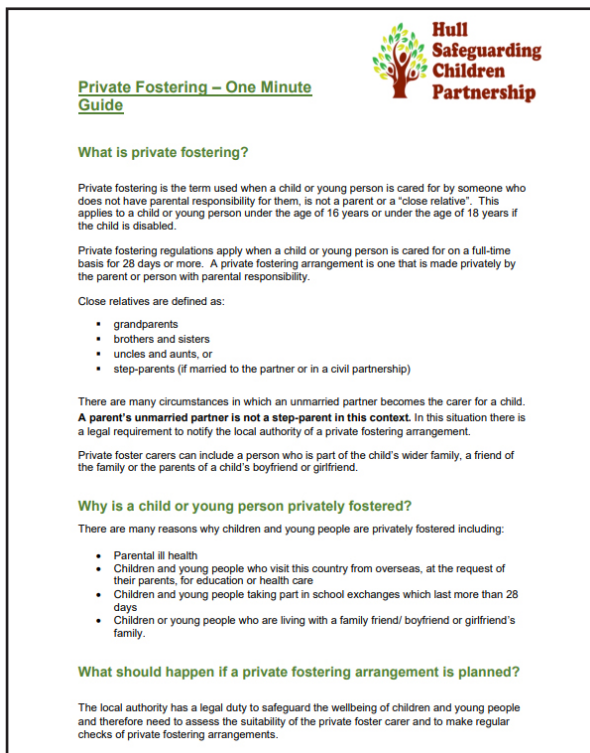 Hull
Safeguarding
Children
Partnership
Private Fostering – One Minute
Guide
What is private fostering?
Private fostering is the term used when a child or young person is cared for by someone who
does not have parental responsibility for them, is not a parent or a “close relative”. This
applies to a child or young person under the age of 16 years or under the age of 18 years if
the child is disabled.
Private fostering regulations apply when a child or young person is cared for on a full-time
basis for 28 days or more. A private fostering arrangement is one that is made privately by
the parent or person with parental responsibility.
Close relatives are defined as:
▪ grandparents
▪ brothers and sisters
▪ uncles and aunts, or
▪ step-parents (if married to the partner or in a civil partnership)
There are many circumstances in which an unmarried partner becomes the carer for a child.
A parent’s unmarried partner is not a step-parent in this context. In this situation there is
a legal requirement to notify the local authority of a private fostering arrangement.
Private foster carers can include a person who is part of the child’s wider family, a friend of
the family or the parents of a child’s boyfriend or girlfriend.
Why is a child or young person privately fostered?
There are many reasons why children and young people are privately fostered including:
• Parental ill health
• Children and young people who visit this country from overseas, at the request of
their parents, for education or health care
• Children and young people taking part in school exchanges which last more than 28
days
• Children or young people who are living with a family friend/ boyfriend or girlfriend’s
family.
What should happen if a private fostering arrangement is planned?
The local authority has a legal duty to safeguard the wellbeing of children and young people
and therefore need to assess the suitability of the private foster carer and to make regular
checks of private fostering arrangements.